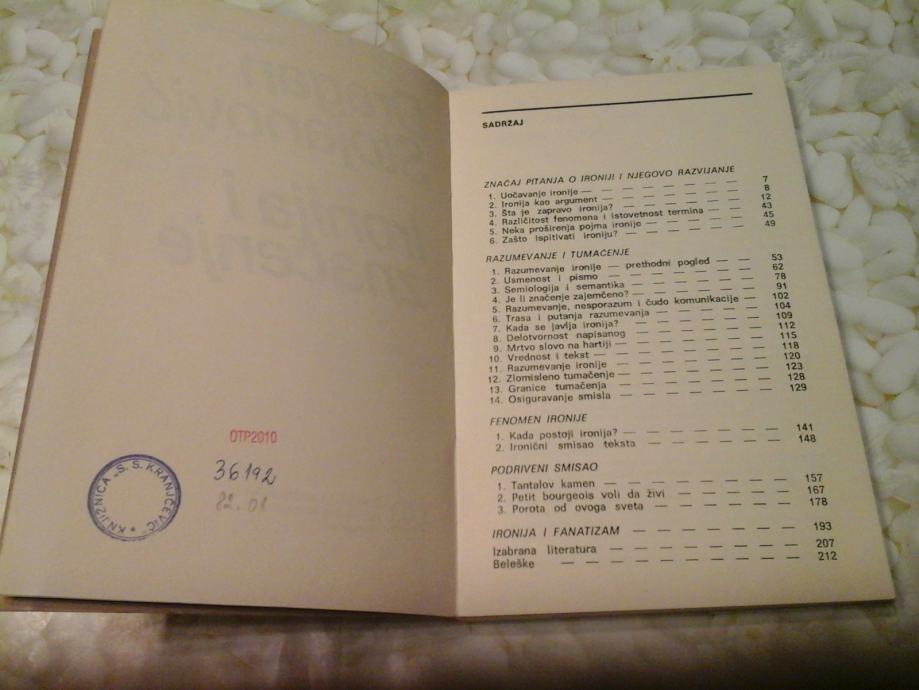 OTP2010
36192
82.01
KNJIŽNICA „S. S. KRANJČEVIĆ" *
SADRŽAJ
ZNAČAJ PITANJA O IRONIJI I NJEGOVO RAZVIJANJE
1. Uočavanje ironije — — — — — — 7
2. Ironija kao argument — — — — — — 8
3. Šta je zapravo ironija? — — — — — — 12
4. Različitost fenomena i istovetnost termina — — — 43
5. Neka proširenja pojma ironije — — — — — 45
6. Zašto ispitivati ironiju? — — — — — — 49
RAZUMEVANJE I TUMAČENJE
1. Razumevanje ironije — prethodni pogled — — 53
2. Usmenost i pismo — — — — — — 62
3. Semiologija i semantika — — — — — 78
4. Je li značenje zajemčeno? — — — — — 91
5. Razumevanje, nesporazum i čudo komunikacije — 102
6. Trasa i putanja razumevanja — — — — — 104
7. Kada se javlja ironija? — — — — — — 109
8. Delotvornost napisanog — — — — — — 112
9. Mrtvo slovo na hartiji — — — — — — 115
10. Vrednost i tekst — — — — — — — 118
11. Razumevanje ironije — — — — — — 120
12. Zlomisleno tumačenje — — — — — — 123
13. Granice tumačenja — — — — — — 128
14. Osiguravanje smisla — — — — — — 129
FENOMEN IRONIJE
1. Kada postoji ironija? — — — — — — 141
2. Ironični smisao teksta — — — — — — 148
PODRIVENI SMISAO
1. Tantalov kamen — — — — — — — 157
2. Petit bourgeois voli da živi — — — — — 167
3. Porota od ovoga sveta — — — — — — 178
IRONIJA I FANATIZAM — — — — — — — 193
Izabrana literatura — — — — — — — — 207
Beleške — — — — — — — — — 212